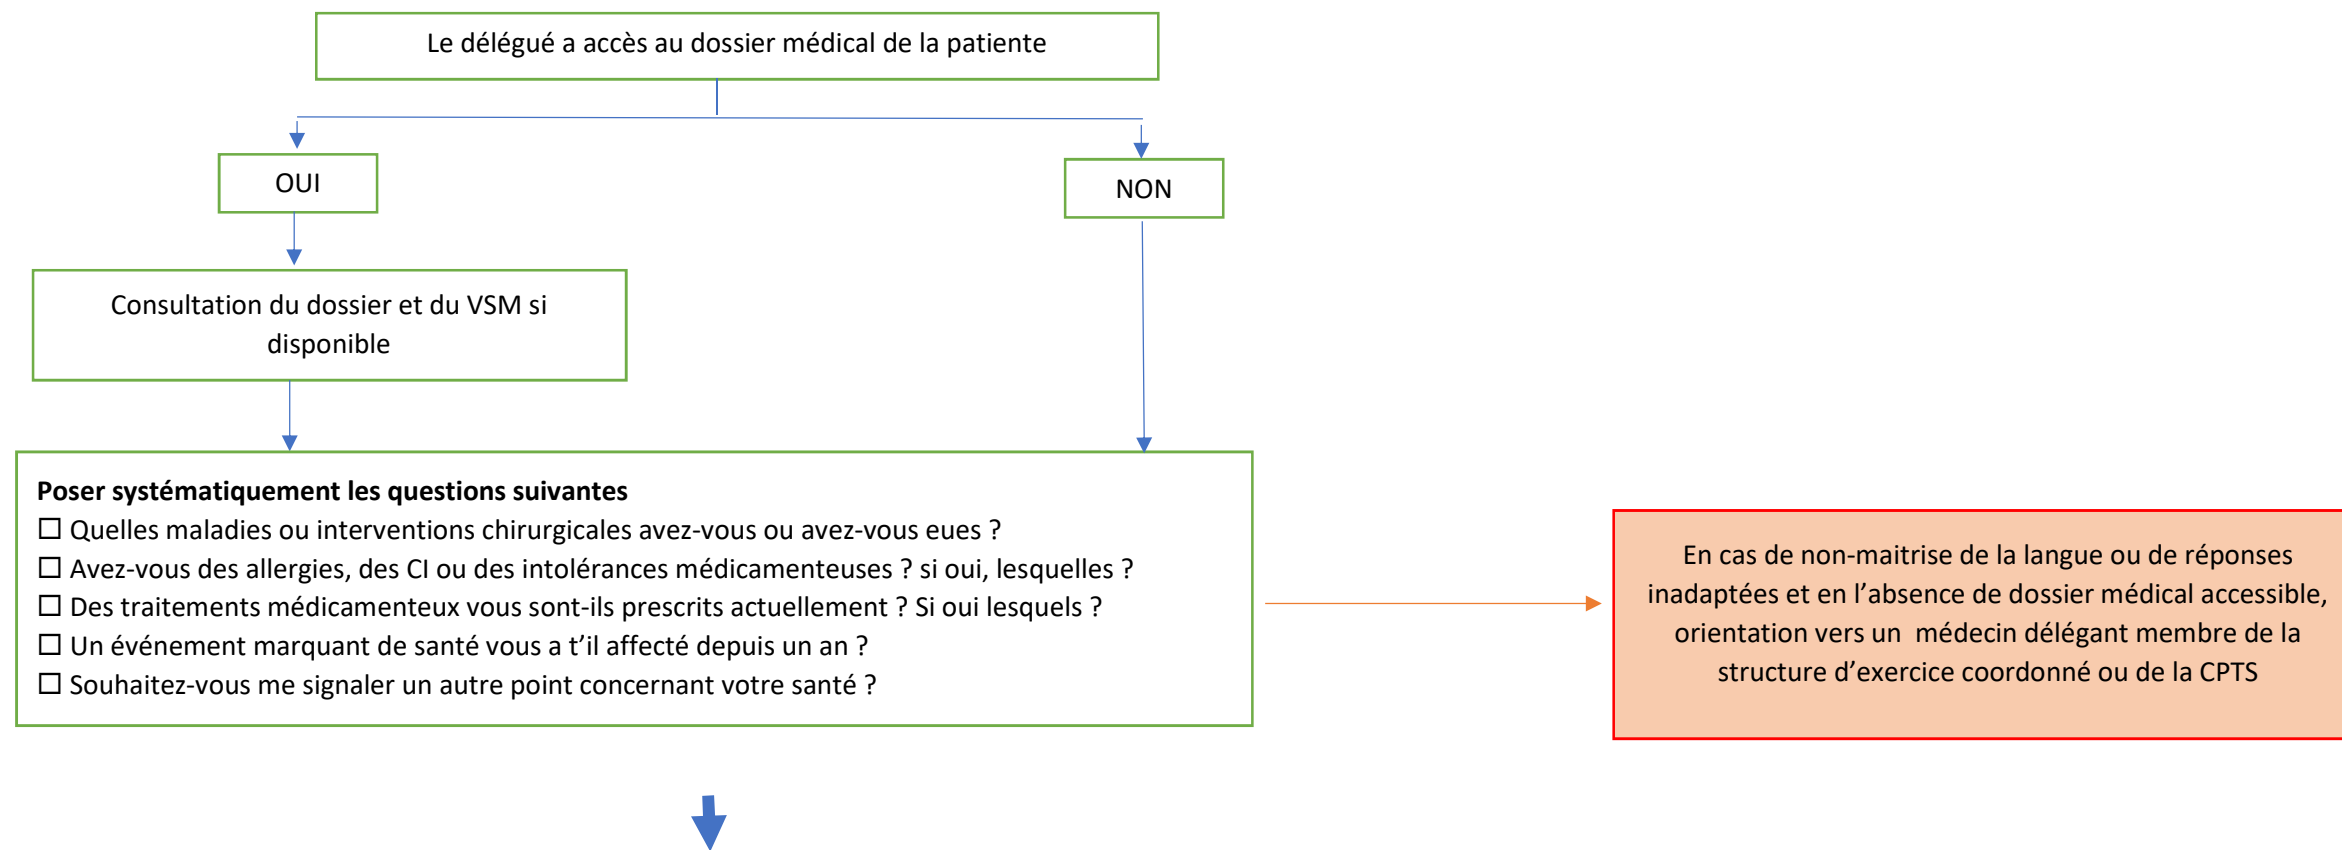 Le délégué a accès au dossier médical de la patiente
OUI
NON
Consultation du dossier et du VSM si
disponible
Poser systématiquement les questions suivantes
☐ Quelles maladies ou interventions chirurgicales avez-vous ou avez-vous eues ?
☐ Avez-vous des allergies, des CI ou des intolérances médicamenteuses ? si oui, lesquelles ?
☐ Des traitements médicamenteux vous sont-ils prescrits actuellement ? Si oui lesquels ?
☐ Un événement marquant de santé vous a t’il affecté depuis un an ?
☐ Souhaitez-vous me signaler un autre point concernant votre santé ?
En cas de non-maitrise de la langue ou de réponses
inadaptées et en l’absence de dossier médical accessible,
orientation vers un médecin délégant membre de la
structure d’exercice coordonné ou de la CPTS